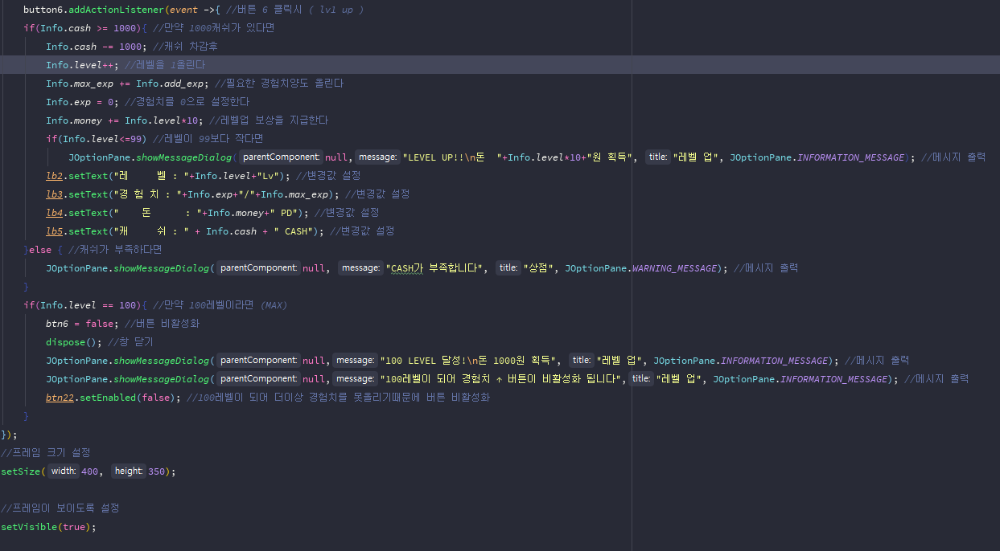 button6.addActionListener(event ->{ //버튼 6 클릭시 ( lv1 up )
if(Info.cash >= 1000){ //만약 1000캐쉬가 있다면
Info.cash -= 1000; //캐쉬 차감후
Info.level++; //레벨을 1올린다
Info.max_exp += Info.add_exp; //필요한 경험치양도 올린다
Info.exp = 0; //경험치를 0으로 설정한다
Info.money += Info.level*10; //레벨업 보상을 지급한다
if(Info.level<=99) //레벨이 99보다 작다면
JOptionPane.showMessageDialog( parentComponent: null, message: "LEVEL UP!!\n돈  "+Info.level*10+"원 획득", title: "레벨 업", JOptionPane.INFORMATION_MESSAGE); //메시지 출력
lb2.setText("레     벨 : "+Info.level+"Lv"); //변경값 설정
lb3.setText("경 험 치 : "+Info.exp+"/"+Info.max_exp); //변경값 설정
lb4.setText("    돈      : "+Info.money+" PD"); //변경값 설정
lb5.setText("캐     쉬 : " + Info.cash + " CASH"); //변경값 설정
}else { //캐쉬가 부족하다면
JOptionPane.showMessageDialog( parentComponent: null, message: "CASH가 부족합니다", title: "상점", JOptionPane.WARNING_MESSAGE); //메시지 출력
}
if(Info.level == 100){ //만약 100레벨이라면 (MAX)
btn6 = false; //버튼 비활성화
dispose(); //창 닫기
JOptionPane.showMessageDialog( parentComponent: null, message: "100 LEVEL 달성!\n돈 1000원 획득", title: "레벨 업", JOptionPane.INFORMATION_MESSAGE); //메시지 출력
JOptionPane.showMessageDialog( parentComponent: null, message: "100레벨이 되어 경험치 ↑ 버튼이 비활성화 됩니다", title: "레벨 업", JOptionPane.INFORMATION_MESSAGE); //메시지 출력
btn22.setEnabled(false); //100레벨이 되어 더이상 경험치를 못올리기때문에 버튼 비활성화
}
});
//프레임 크기 설정
setSize( width: 400, height: 350);
//프레임이 보이도록 설정
setVisible(true);